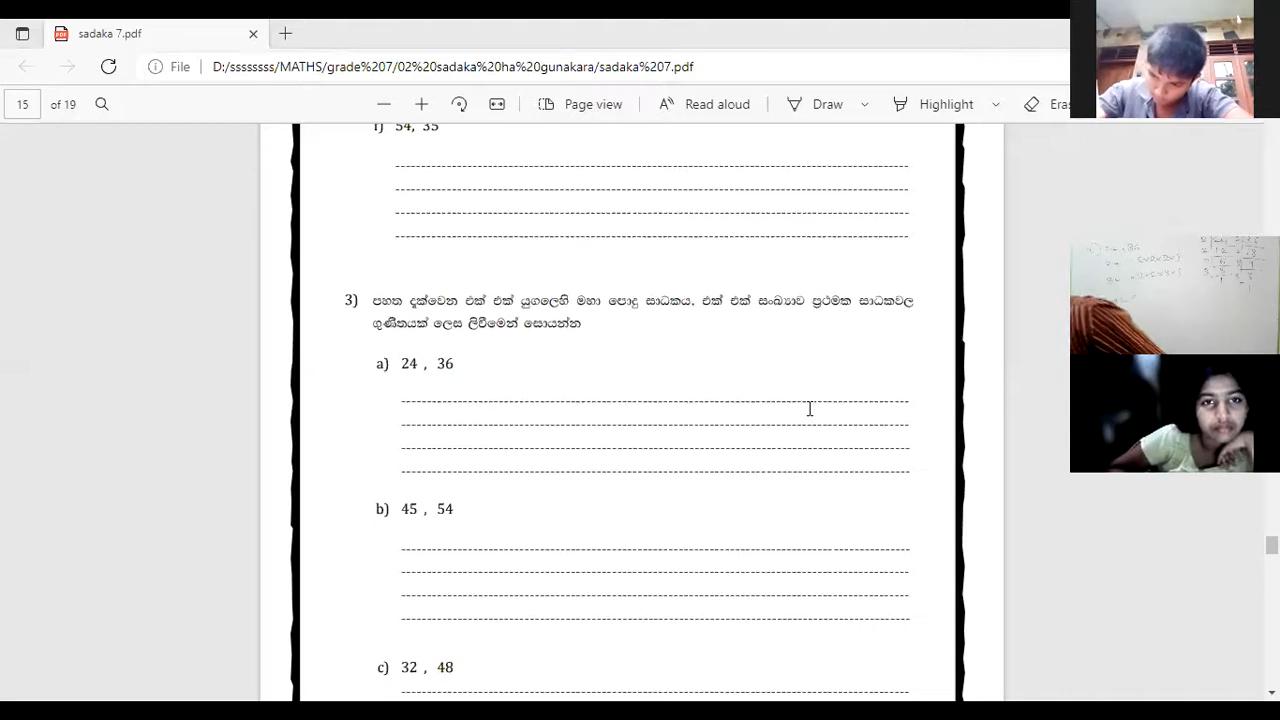 sadaka 7.pdf
File D:/ssssssss/MATHS/grade%207/02%20sadaka%20ha%20gunakara/sadaka%207.pdf
15 of 19 Page view Read aloud Draw Highlight Eras
f) 54, 35
3) පහත දැක්වෙන එක් එක් යුගලෙහි මහා පොදු සාධකය, එක් එක් සංඛ්‍යාව ප්‍රථමක සාධකවල
ගුණිතයක් ලෙස ලිවීමෙන් සොයන්න
a) 24 , 36
b) 45 , 54
c) 32 , 48